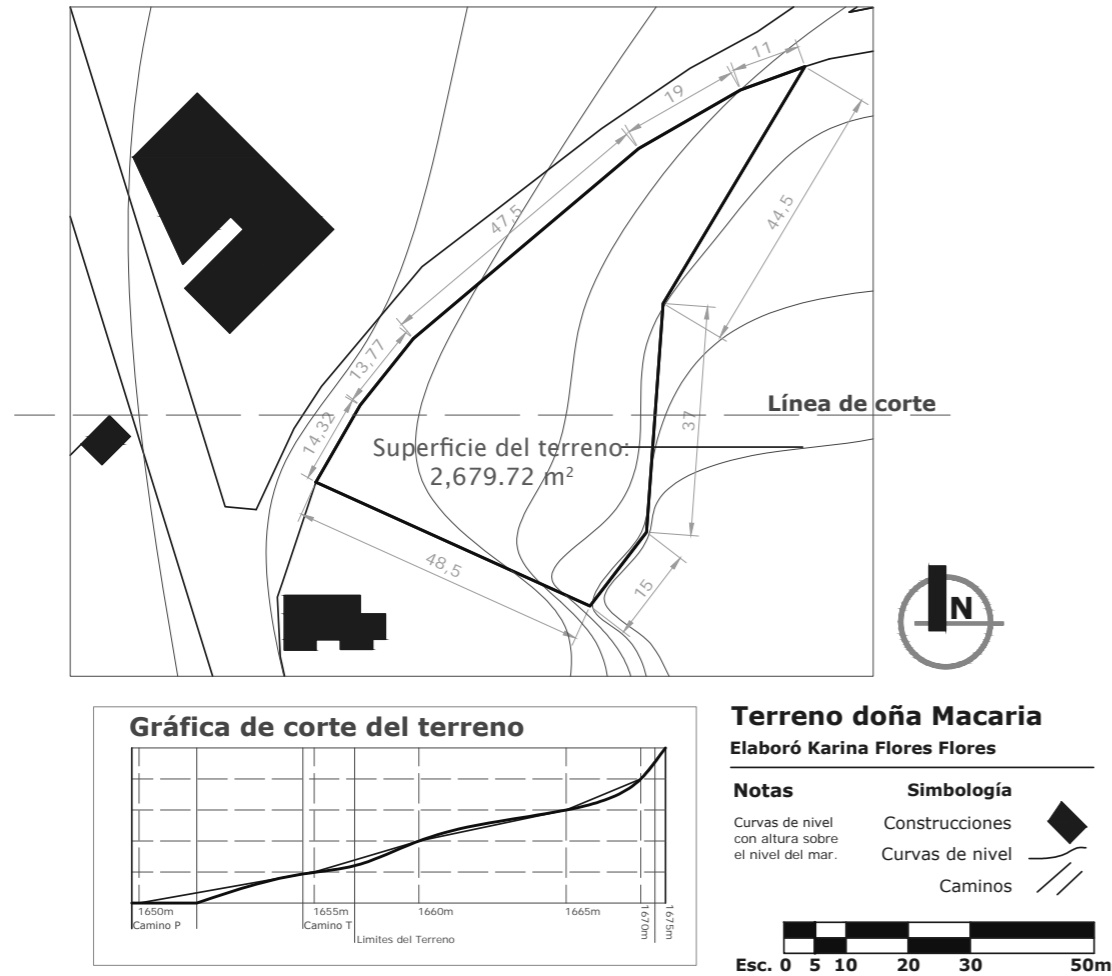 11
19
47,5
44,5
13,77
14,32
37
Línea de corte
Superficie del terreno:
2,679.72 m²
48,5
15
N
Gráfica de corte del terreno
1650m
1655m
1660m
1665m
1670m
1675m
Camino P
Camino T
Limites del Terreno
Terreno doña Macaria
Elaboró Karina Flores Flores
Notas
Curvas de nivel
con altura sobre
el nivel del mar.
Simbología
Construcciones
Curvas de nivel
Caminos
Esc. 0 5 10 20 30 50m